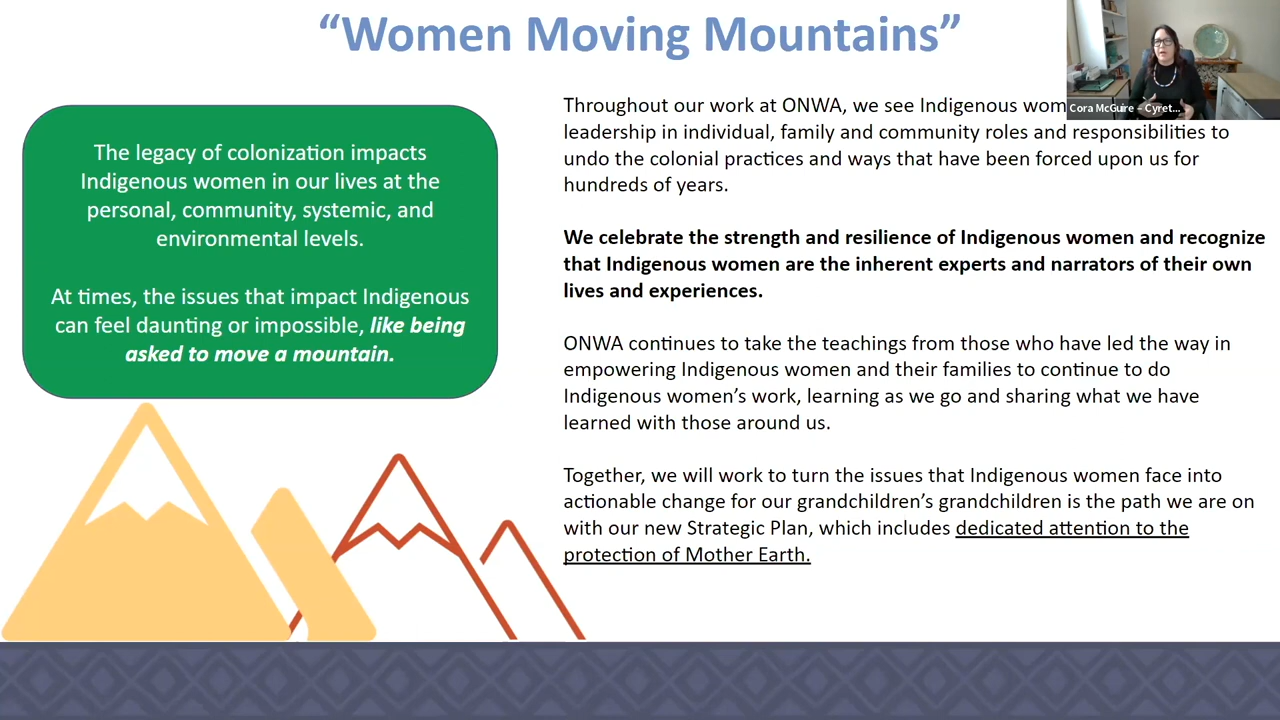 “Women Moving Mountains”
Cora McGuire – Cyret...
The legacy of colonization impacts
Indigenous women in our lives at the
personal, community, systemic, and
environmental levels.
At times, the issues that impact Indigenous
can feel daunting or impossible, like being
asked to move a mountain.
Throughout our work at ONWA, we see Indigenous
leadership in individual, family and community roles and responsibilities to
undo the colonial practices and ways that have been forced upon us for
hundreds of years.
We celebrate the strength and resilience of Indigenous women and recognize
that Indigenous women are the inherent experts and narrators of their own
lives and experiences.
ONWA continues to take the teachings from those who have led the way in
empowering Indigenous women and their families to continue to do
Indigenous women’s work, learning as we go and sharing what we have
learned with those around us.
Together, we will work to turn the issues that Indigenous women face into
actionable change for our grandchildren’s grandchildren is the path we are on
with our new Strategic Plan, which includes dedicated attention to the
protection of Mother Earth.